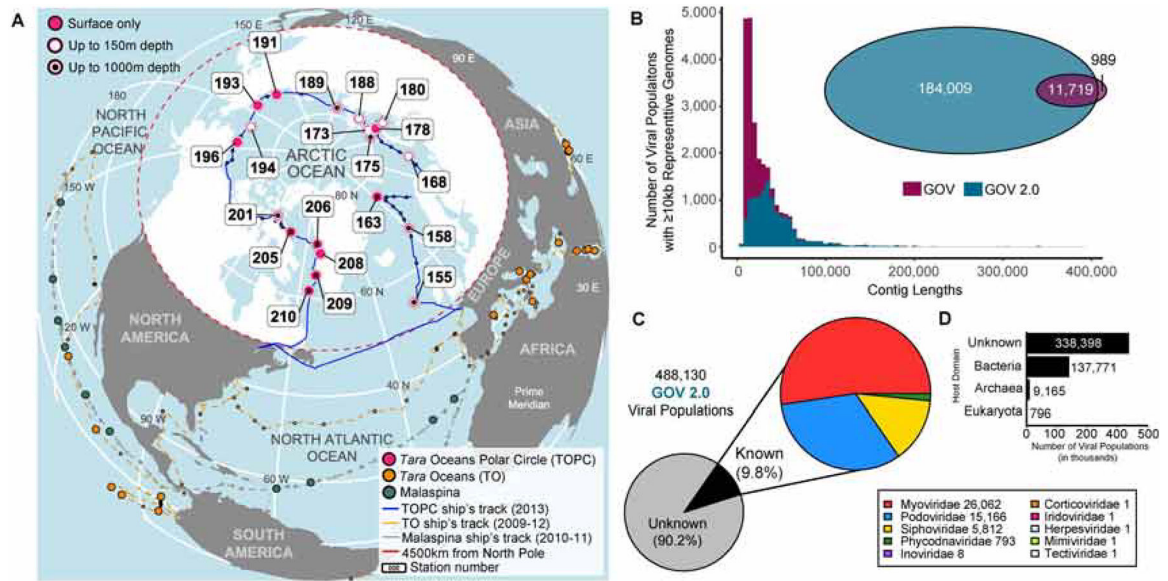 A
Surface only
Up to 150m depth
Up to 1000m depth
150 E
120 E
90 E
60 E
30 E
180
150 W
120 W
90 W
60 W
80 N
60 N
40 N
NORTH
PACIFIC
OCEAN
ARCTIC
OCEAN
ASIA
EUROPE
AFRICA
Prime
Meridian
NORTH
AMERICA
NORTH ATLANTIC
OCEAN
SOUTH
AMERICA
191
193
189
188
180
173
178
175
196
194
168
201
206
163
158
205
208
155
209
210
Tara Oceans Polar Circle (TOPC)
Tara Oceans (TO)
Malaspina
TOPC ship's track (2013)
TO ship's track (2009-12)
Malaspina ship's track (2010-11)
4500km from North Pole
Station number
B
Number of Viral Populaitons
with ≥10kb Representitive Genomes
5,000
4,000
3,000
2,000
1,000
0
184,009
11,719
989
GOV
GOV 2.0
0
100,000
200,000
300,000
400,000
Contig Lengths
C
488,130
GOV 2.0
Viral Populations
Known
(9.8%)
Unknown
(90.2%)
D
Host Domain
Unknown 338,398
Bacteria 137,771
Archaea 9,165
Eukaryota 796
0 100 200 300 400 500
Number of Viral Populations
(in thousands)
Myoviridae 26,062
Podoviridae 15,166
Siphoviridae 5,812
Phycodnaviridae 793
Inoviridae 8
Corticoviridae 1
Iridoviridae 1
Herpesviridae 1
Mimiviridae 1
Tectiviridae 1